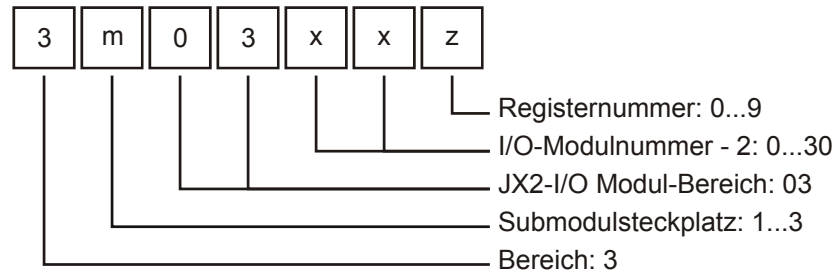 3 m 0 3 x x z
Registernummer: 0...9
I/O-Modulnummer - 2: 0...30
JX2-I/O Modul-Bereich: 03
Submodulsteckplatz: 1...3
Bereich: 3